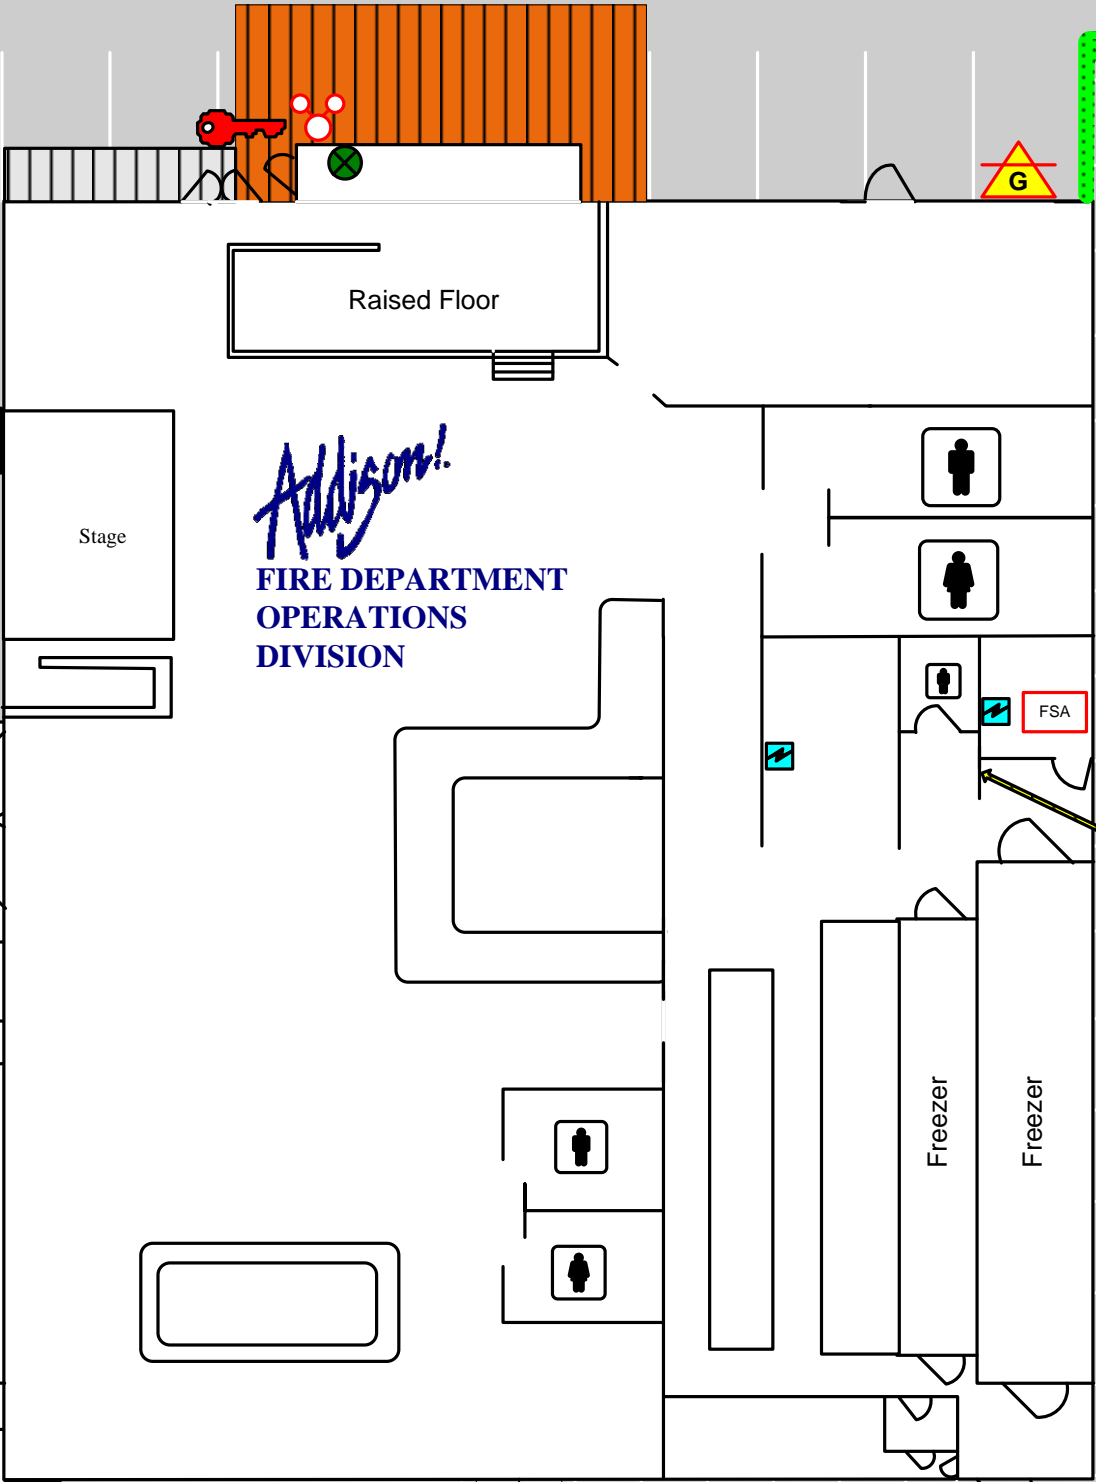 G
Raised Floor
Addison!
Stage
FIRE DEPARTMENT
OPERATIONS
DIVISION
FSA
Freezer
Freezer